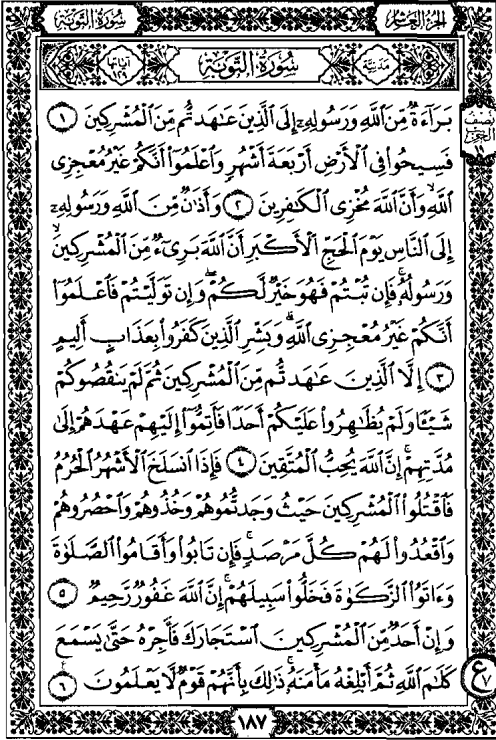 الجزء العاشر
سورة التوبة
مدنية
سورة التوبة
آياتها ١٢٩
نصف الحزب ١٩
بَرَآءَةٌ مِّنَ ٱللَّهِ وَرَسُولِهِۦٓ إِلَى ٱلَّذِينَ عَٰهَدتُّم مِّنَ ٱلْمُشْرِكِينَ ١
فَسِيحُوا۟ فِى ٱلْأَرْضِ أَرْبَعَةَ أَشْهُرٍ وَٱعْلَمُوٓا۟ أَنَّكُمْ غَيْرُ مُعْجِزِى
ٱللَّهِ ۙ وَأَنَّ ٱللَّهَ مُخْزِى ٱلْكَٰفِرِينَ ٢ وَأَذَٰنٌ مِّنَ ٱللَّهِ وَرَسُولِهِۦٓ
إِلَى ٱلنَّاسِ يَوْمَ ٱلْحَجِّ ٱلْأَكْبَرِ أَنَّ ٱللَّهَ بَرِىٓءٌ مِّنَ ٱلْمُشْرِكِينَ ۙ
وَرَسُولُهُۥ ۚ فَإِن تُبْتُمْ فَهُوَ خَيْرٌ لَّكُمْ ۖ وَإِن تَوَلَّيْتُمْ فَٱعْلَمُوٓا۟
أَنَّكُمْ غَيْرُ مُعْجِزِى ٱللَّهِ ۗ وَبَشِّرِ ٱلَّذِينَ كَفَرُوا۟ بِعَذَابٍ أَلِيمٍ
٣ إِلَّا ٱلَّذِينَ عَٰهَدتُّم مِّنَ ٱلْمُشْرِكِينَ ثُمَّ لَمْ يَنقُصُوكُمْ
شَيْـًٔا وَلَمْ يُظَٰهِرُوا۟ عَلَيْكُمْ أَحَدًا فَأَتِمُّوٓا۟ إِلَيْهِمْ عَهْدَهُمْ إِلَىٰ
مُدَّتِهِمْ ۚ إِنَّ ٱللَّهَ يُحِبُّ ٱلْمُتَّقِينَ ٤ فَإِذَا ٱنسَلَخَ ٱلْأَشْهُرُ ٱلْحُرُمُ
فَٱقْتُلُوا۟ ٱلْمُشْرِكِينَ حَيْثُ وَجَدتُّمُوهُمْ وَخُذُوهُمْ وَٱحْصُرُوهُمْ
وَٱقْعُدُوا۟ لَهُمْ كُلَّ مَرْصَدٍ ۚ فَإِن تَابُوا۟ وَأَقَامُوا۟ ٱلصَّلَوٰةَ
وَءَاتَوُا۟ ٱلزَّكَوٰةَ فَخَلُّوا۟ سَبِيلَهُمْ ۚ إِنَّ ٱللَّهَ غَفُورٌ رَّحِيمٌ ٥
وَإِنْ أَحَدٌ مِّنَ ٱلْمُشْرِكِينَ ٱسْتَجَارَكَ فَأَجِرْهُ حَتَّىٰ يَسْمَعَ
كَلَٰمَ ٱللَّهِ ثُمَّ أَبْلِغْهُ مَأْمَنَهُۥ ۚ ذَٰلِكَ بِأَنَّهُمْ قَوْمٌ لَّا يَعْلَمُونَ ٦
ع ٧
١٨٧